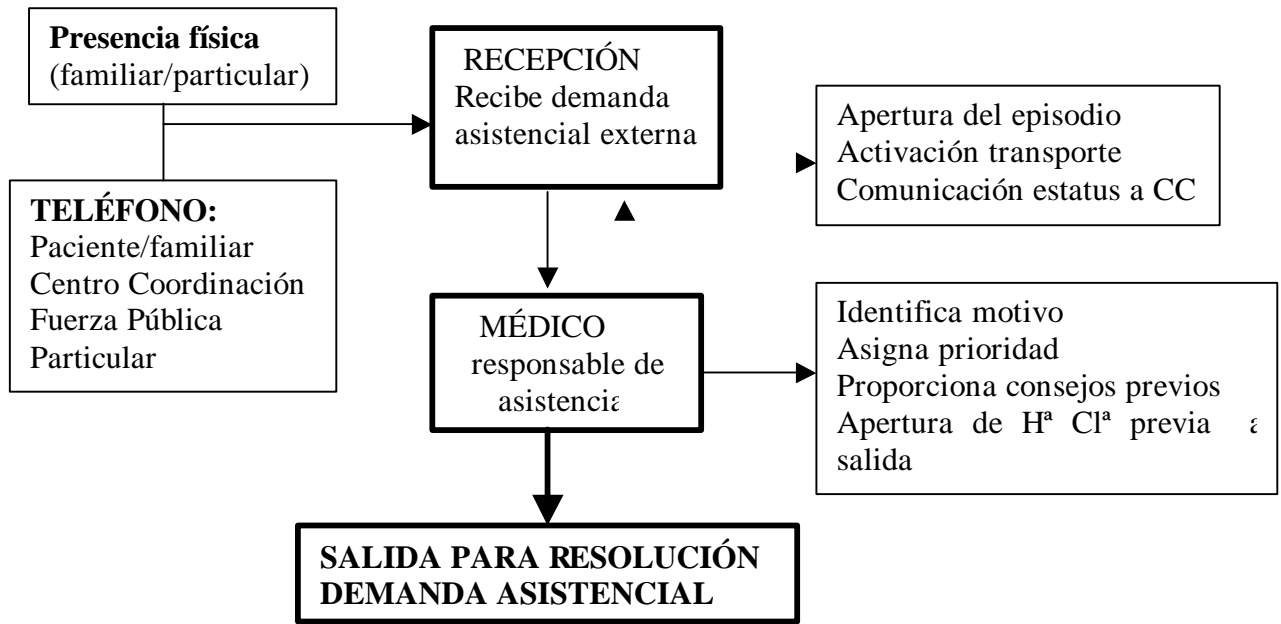 Presencia física
(familiar/particular)
RECEPCIÓN
Recibe demanda
asistencial externa
Apertura del episodio
Activación transporte
Comunicación estatus a CC
TELÉFONO:
Paciente/familiar
Centro Coordinación
Fuerza Pública
Particular
MÉDICO
responsable de
asistencia
Identifica motivo
Asigna prioridad
Proporciona consejos previos
Apertura de Hª Clª previa a
salida
SALIDA PARA RESOLUCIÓN
DEMANDA ASISTENCIAL